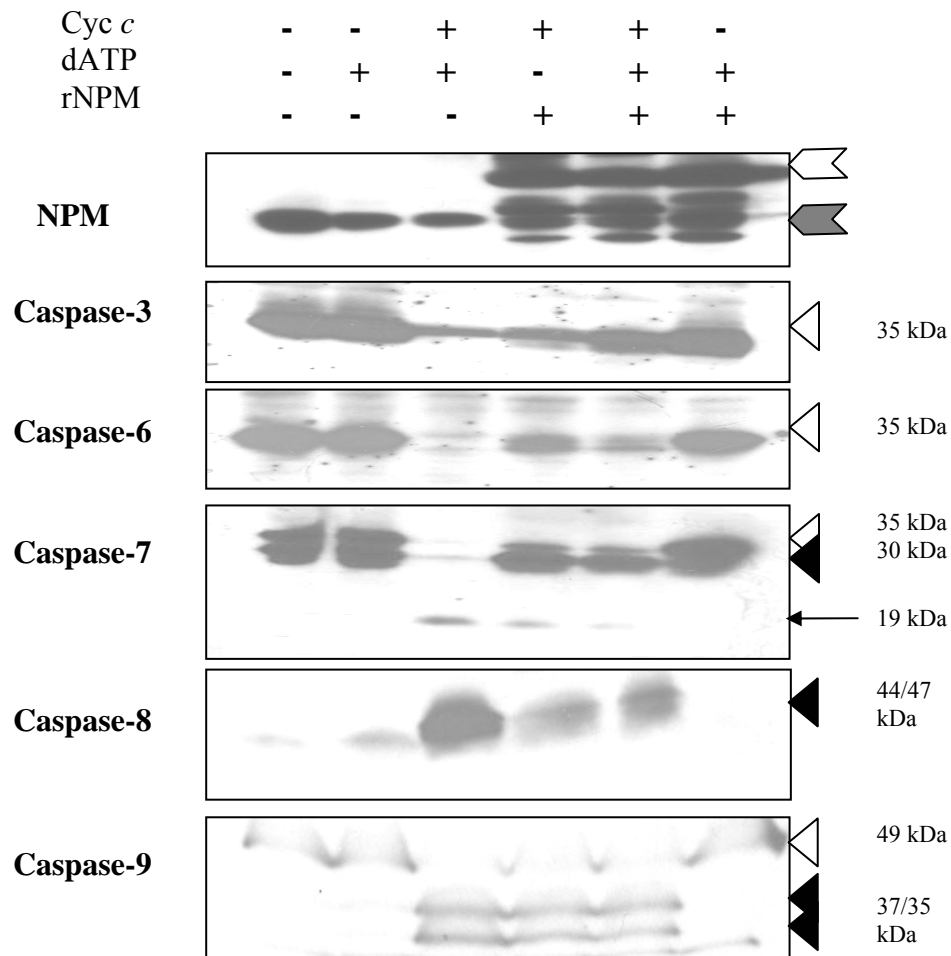 Cyc c - - + + + -
dATP - + + - + +
rNPM - - - + + +
NPM
Caspase-3 35 kDa
Caspase-6 35 kDa
Caspase-7 35 kDa
30 kDa
19 kDa
Caspase-8 44/47
kDa
Caspase-9 49 kDa
37/35
kDa